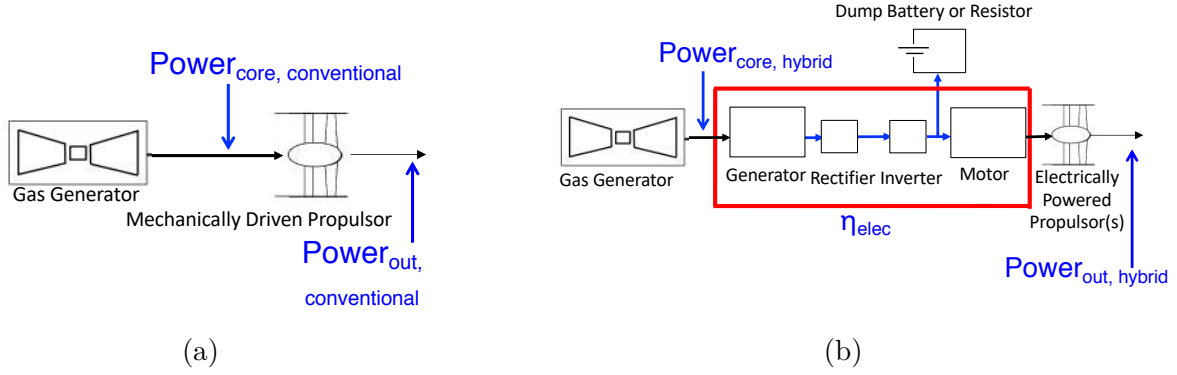 Power_core, conventional
Gas Generator
Mechanically Driven Propulsor
Power_out,
conventional
(a)
Dump Battery or Resistor
Power_core, hybrid
Gas Generator
Generator
Rectifier
Inverter
Motor
Electrically
Powered
Propulsor(s)
η_elec
Power_out, hybrid
(b)